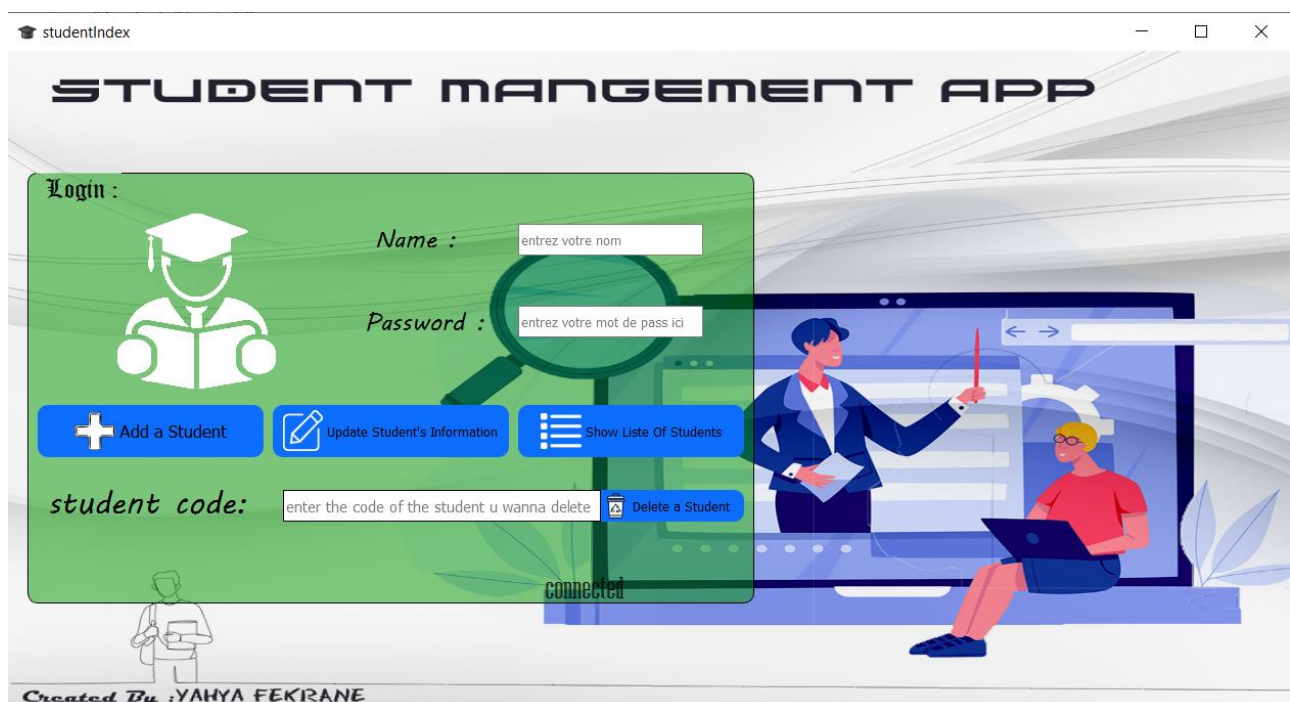 studentIndex
STUDENT MANGEMENT APP
Login :
Name :
entrez votre nom
Password :
entrez votre mot de pass ici
Add a Student
Update Student's Information
Show Liste Of Students
student code:
enter the code of the student u wanna delete
Delete a Student
connected
Created By :YAHYA FEKRANE